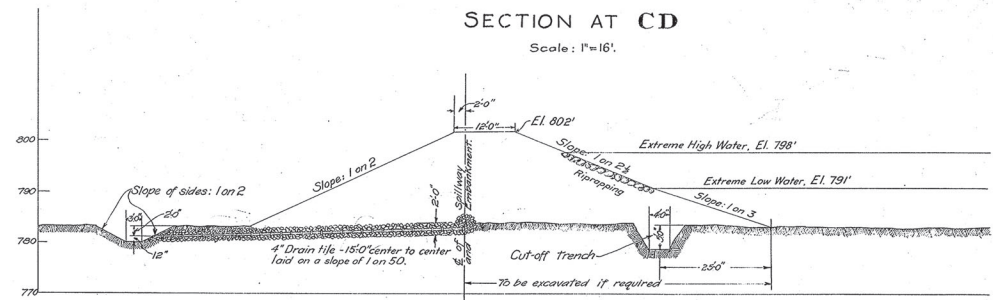 SECTION AT CD
Scale: 1"=16'.
2'-0"
12'-0"
El. 802'
800
790
780
770
Extreme High Water, El. 798'
Extreme Low Water, El. 791'
Slope: 1 on 2
Slope: 1 on 2½
Riprapping
Slope: 1 on 3
Slope of sides: 1 on 2
3'0"
2'0"
12"
2'-0"
℄ of Spillway
and Embankment.
4" Drain tile - 15'0" center to center
laid on a slope of 1 on 50.
4'0"
5'0"
Cut-off Trench
25'0"
To be excavated if required